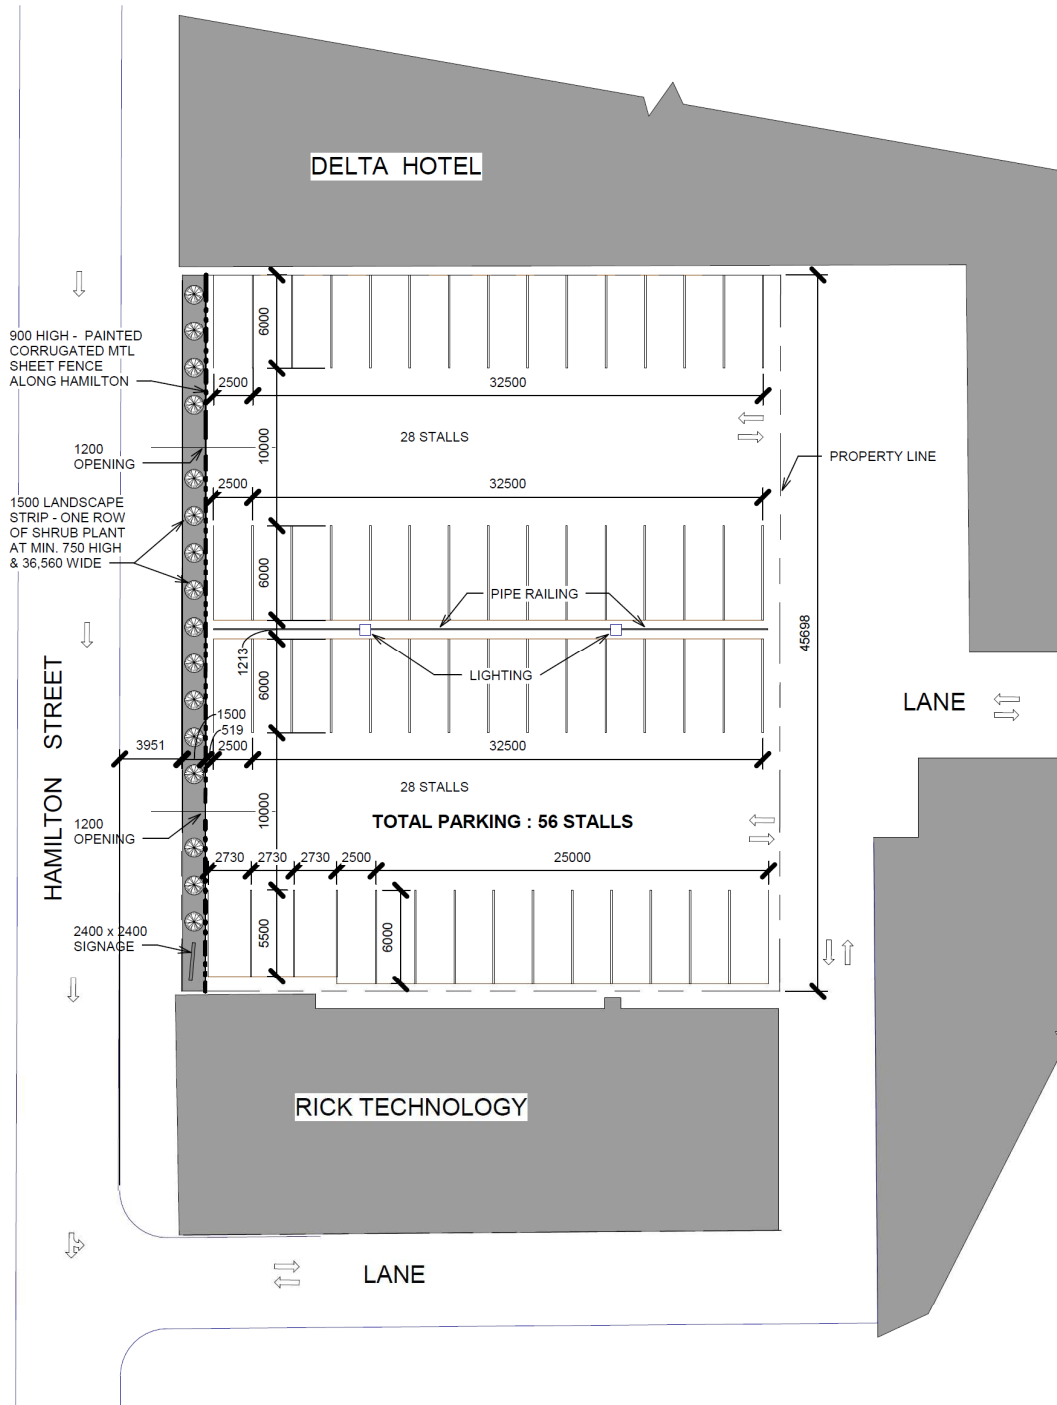 DELTA HOTEL
900 HIGH - PAINTED
CORRUGATED MTL
SHEET FENCE
ALONG HAMILTON
6000
2500
32500
1200
OPENING
10000
28 STALLS
PROPERTY LINE
2500
32500
1500 LANDSCAPE
STRIP - ONE ROW
OF SHRUB PLANT
AT MIN. 750 HIGH
& 36,560 WIDE
6000
PIPE RAILING
45698
1213
LIGHTING
6000
HAMILTON STREET
LANE
1500
519
3951
2500
32500
28 STALLS
10000
1200
OPENING
TOTAL PARKING : 56 STALLS
2730
2730
2730
2500
25000
5500
6000
2400 x 2400
SIGNAGE
RICK TECHNOLOGY
LANE